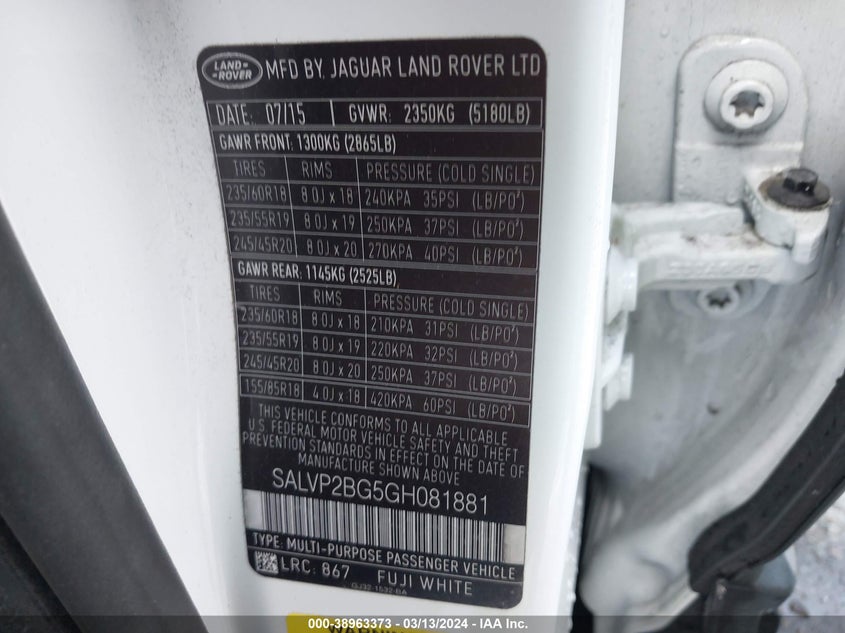 LAND ROVER
MFD BY. JAGUAR LAND ROVER LTD
DATE: 07/15 GVWR: 2350KG (5180LB)
GAWR FRONT: 1300KG (2865LB)
TIRES RIMS PRESSURE (COLD SINGLE)
235/60R18 8.0J x 18 240KPA 35PSI (LB/PO²)
235/55R19 8.0J x 19 250KPA 37PSI (LB/PO²)
245/45R20 8.0J x 20 270KPA 40PSI (LB/PO²)
GAWR REAR: 1145KG (2525LB)
TIRES RIMS PRESSURE (COLD SINGLE)
235/60R18 8.0J x 18 210KPA 31PSI (LB/PO²)
235/55R19 8.0J x 19 220KPA 32PSI (LB/PO²)
245/45R20 8.0J x 20 250KPA 37PSI (LB/PO²)
155/85R18 4.0J x 18 420KPA 60PSI (LB/PO²)
THIS VEHICLE CONFORMS TO ALL APPLICABLE
U.S. FEDERAL MOTOR VEHICLE SAFETY AND THEFT
PREVENTION STANDARDS IN EFFECT ON THE DATE OF
MANUFACTURE SHOWN ABOVE
SALVP2BG5GH081881
TYPE: MULTI-PURPOSE PASSENGER VEHICLE
LRC: 867 FUJI WHITE
GJ32-1532-BA
WARNING
000-38963373 - 03/13/2024 - IAA Inc.